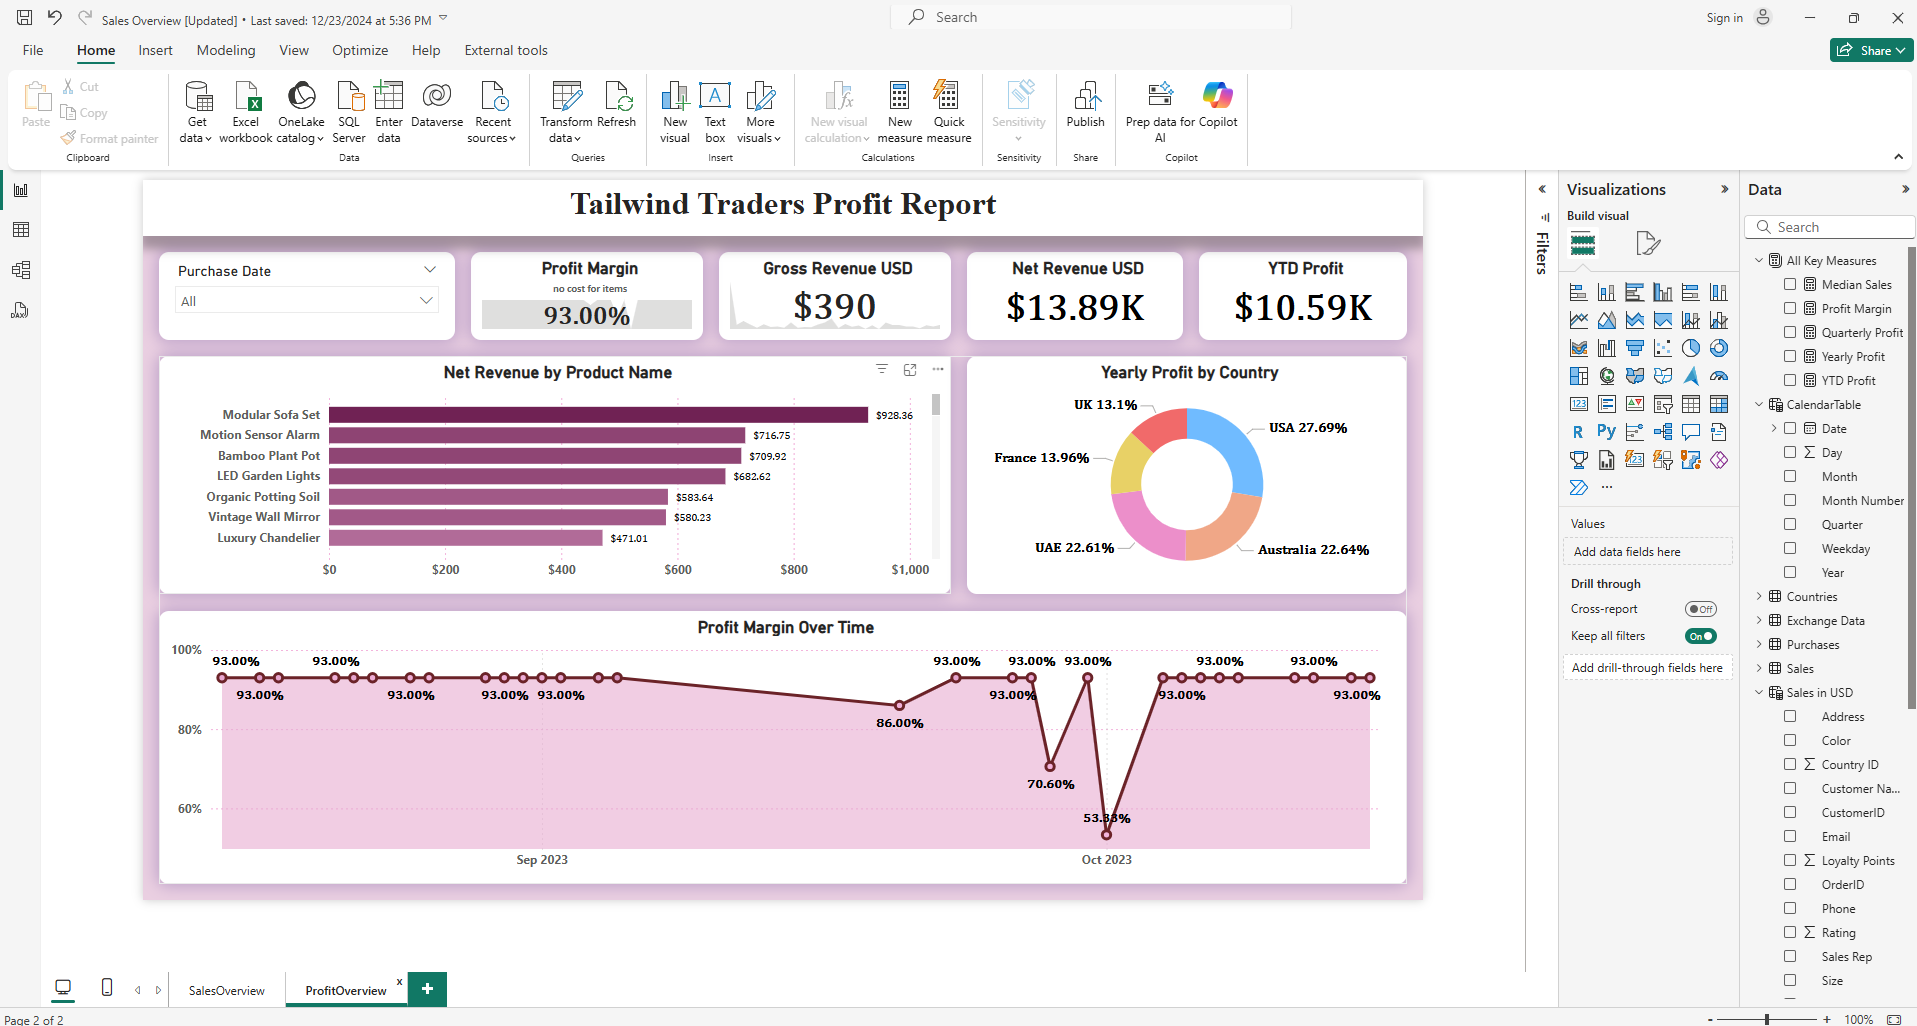 Sales Overview [Updated] • Last saved: 12/23/2024 at 5:36 PM
Search
Sign in
File
Home
Insert
Modeling
View
Optimize
Help
External tools
Share
Paste
Cut
Copy
Format painter
Clipboard
Get data
Excel workbook
OneLake catalog
SQL Server
Enter data
Dataverse
Recent sources
Data
Transform data
Refresh
Queries
New visual
Text box
More visuals
Insert
New visual calculation
New measure
Quick measure
Calculations
Sensitivity
Sensitivity
Publish
Share
Prep data for AI
Copilot
Copilot
Tailwind Traders Profit Report
Purchase Date
All
Profit Margin
no cost for items
93.00%
Gross Revenue USD
$390
Net Revenue USD
$13.89K
YTD Profit
$10.59K
Net Revenue by Product Name
Modular Sofa Set $928.36
Motion Sensor Alarm $716.75
Bamboo Plant Pot $709.92
LED Garden Lights $682.62
Organic Potting Soil $583.64
Vintage Wall Mirror $580.23
Luxury Chandelier $471.01
$0 $200 $400 $600 $800 $1,000
Yearly Profit by Country
UK 13.1%
USA 27.69%
France 13.96%
UAE 22.61%
Australia 22.64%
Profit Margin Over Time
100%
80%
60%
93.00% 93.00% 93.00% 93.00% 93.00% 93.00% 93.00%
93.00% 93.00% 93.00% 93.00% 93.00% 93.00% 93.00%
86.00%
70.60%
53.33%
Sep 2023 Oct 2023
Filters
Visualizations
Build visual
123
R
Py
123
Values
Add data fields here
Drill through
Cross-report
Off
Keep all filters
On
Add drill-through fields here
Data
Search
All Key Measures
Median Sales
Profit Margin
Quarterly Profit
Yearly Profit
YTD Profit
CalendarTable
Date
Day
Month
Month Number
Quarter
Weekday
Year
Countries
Exchange Data
Purchases
Sales
Sales in USD
Address
Color
Country ID
Customer Na...
CustomerID
Email
Loyalty Points
OrderID
Phone
Rating
Sales Rep
Size
DAX
SalesOverview
ProfitOverview
x
+
Page 2 of 2
- + 100%